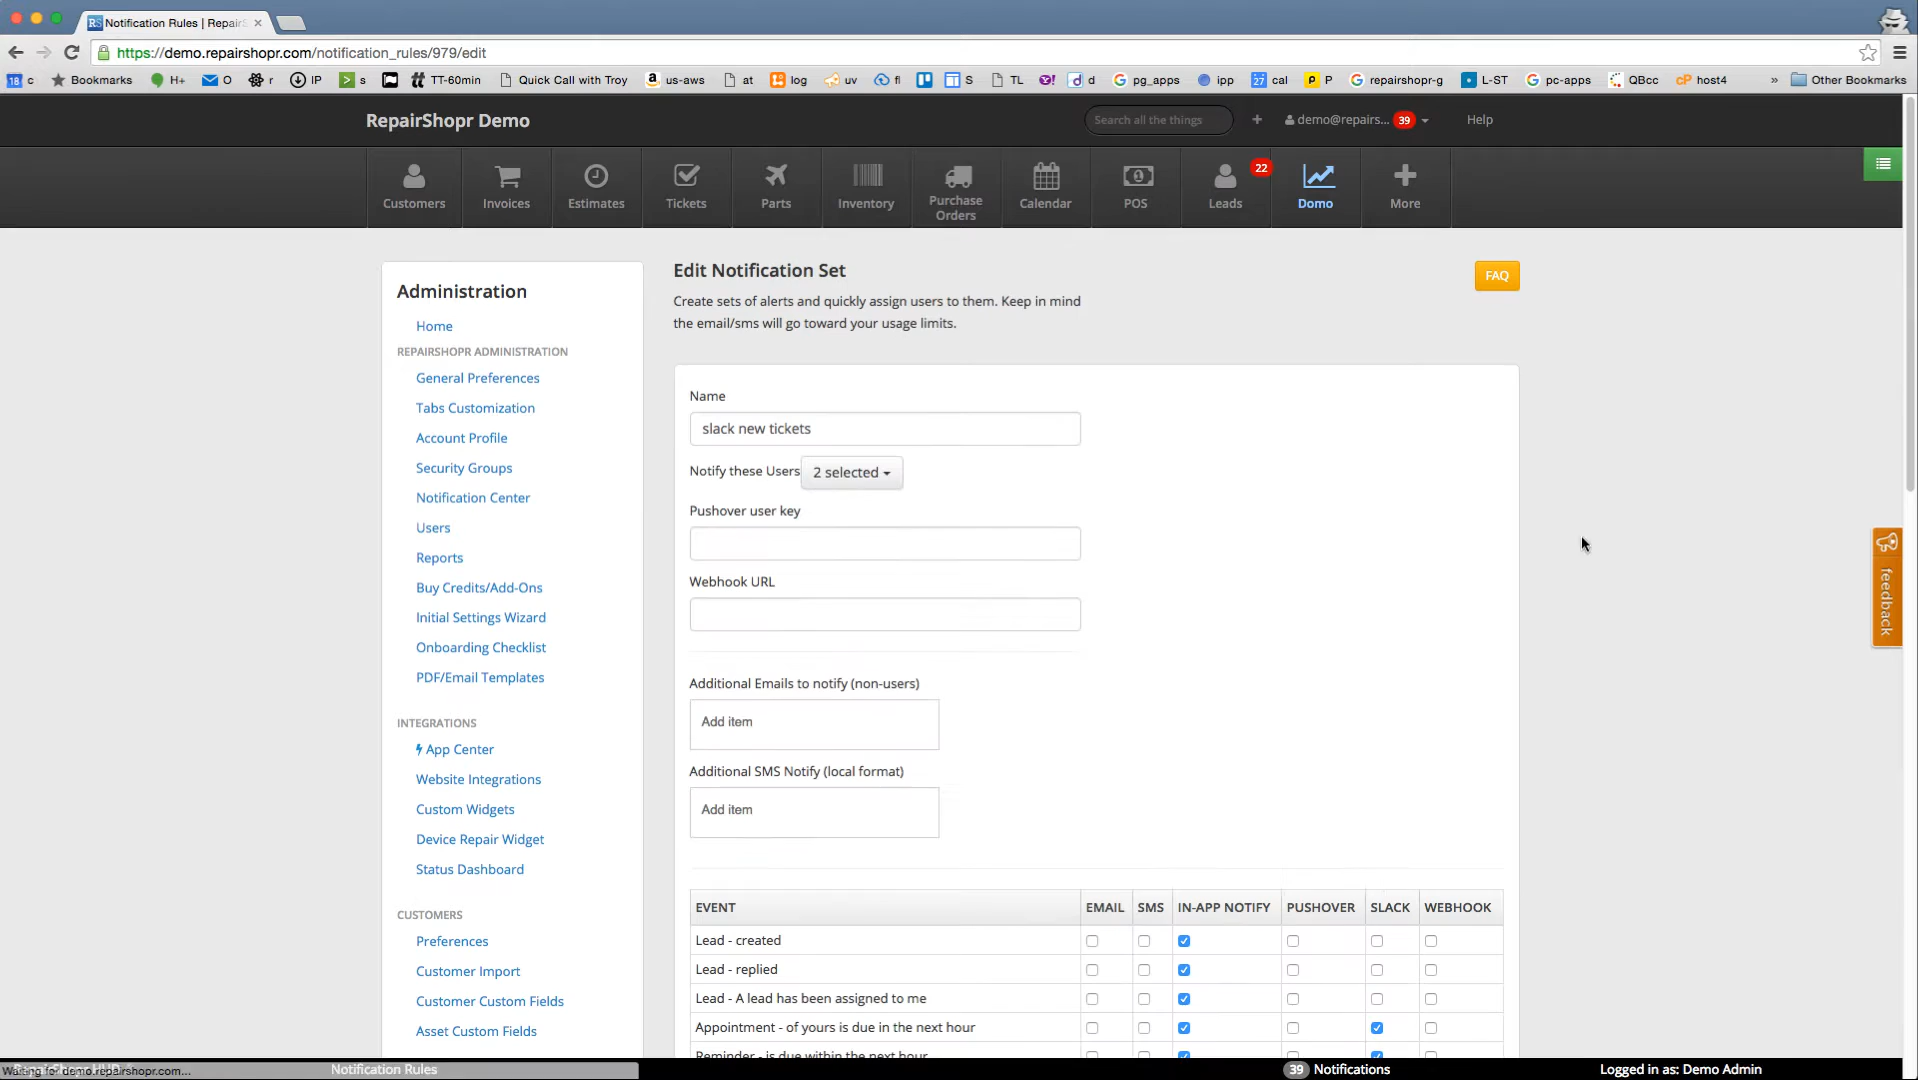 Notification Rules | RepairS
https://demo.repairshopr.com/notification_rules/979/edit
18 c Bookmarks H+ O r IP s TT-60min Quick Call with Troy us-aws at log uv fl S TL d pg_apps ipp 27 cal P repairshopr-g L-ST pc-apps QBcc cP host4 » Other Bookmarks
RepairShopr Demo
Search all the things
demo@repairs... 39
Help
Customers
Invoices
Estimates
Tickets
Parts
Inventory
Purchase
Orders
Calendar
POS
Leads
22
Domo
More
Administration
Home
REPAIRSHOPR ADMINISTRATION
General Preferences
Tabs Customization
Account Profile
Security Groups
Notification Center
Users
Reports
Buy Credits/Add-Ons
Initial Settings Wizard
Onboarding Checklist
PDF/Email Templates
INTEGRATIONS
App Center
Website Integrations
Custom Widgets
Device Repair Widget
Status Dashboard
CUSTOMERS
Preferences
Customer Import
Customer Custom Fields
Asset Custom Fields
Edit Notification Set
FAQ
Create sets of alerts and quickly assign users to them. Keep in mind
the email/sms will go toward your usage limits.
Name
slack new tickets
Notify these Users 2 selected
Pushover user key
Webhook URL
Additional Emails to notify (non-users)
Add item
Additional SMS Notify (local format)
Add item
EVENT EMAIL SMS IN-APP NOTIFY PUSHOVER SLACK WEBHOOK
Lead - created
Lead - replied
Lead - A lead has been assigned to me
Appointment - of yours is due in the next hour
Reminder - is due within the next hour
feedback
Waiting for demo.repairshopr.com...
Notification Rules
39 Notifications
Logged in as: Demo Admin